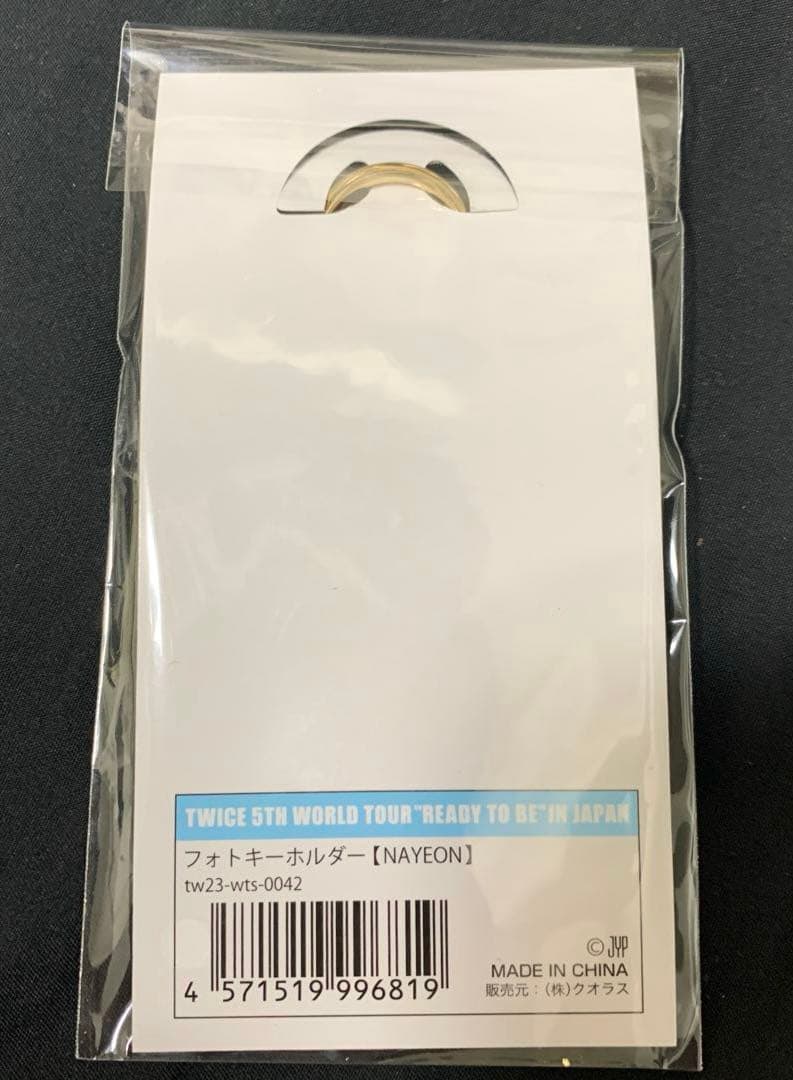 TWICE 5TH WORLD TOUR "READY TO BE" IN JAPAN
フォトキーホルダー【NAYEON】
tw23-wts-0042
4 571519 996819
© JYP
MADE IN CHINA
販売元：(株)クオラス